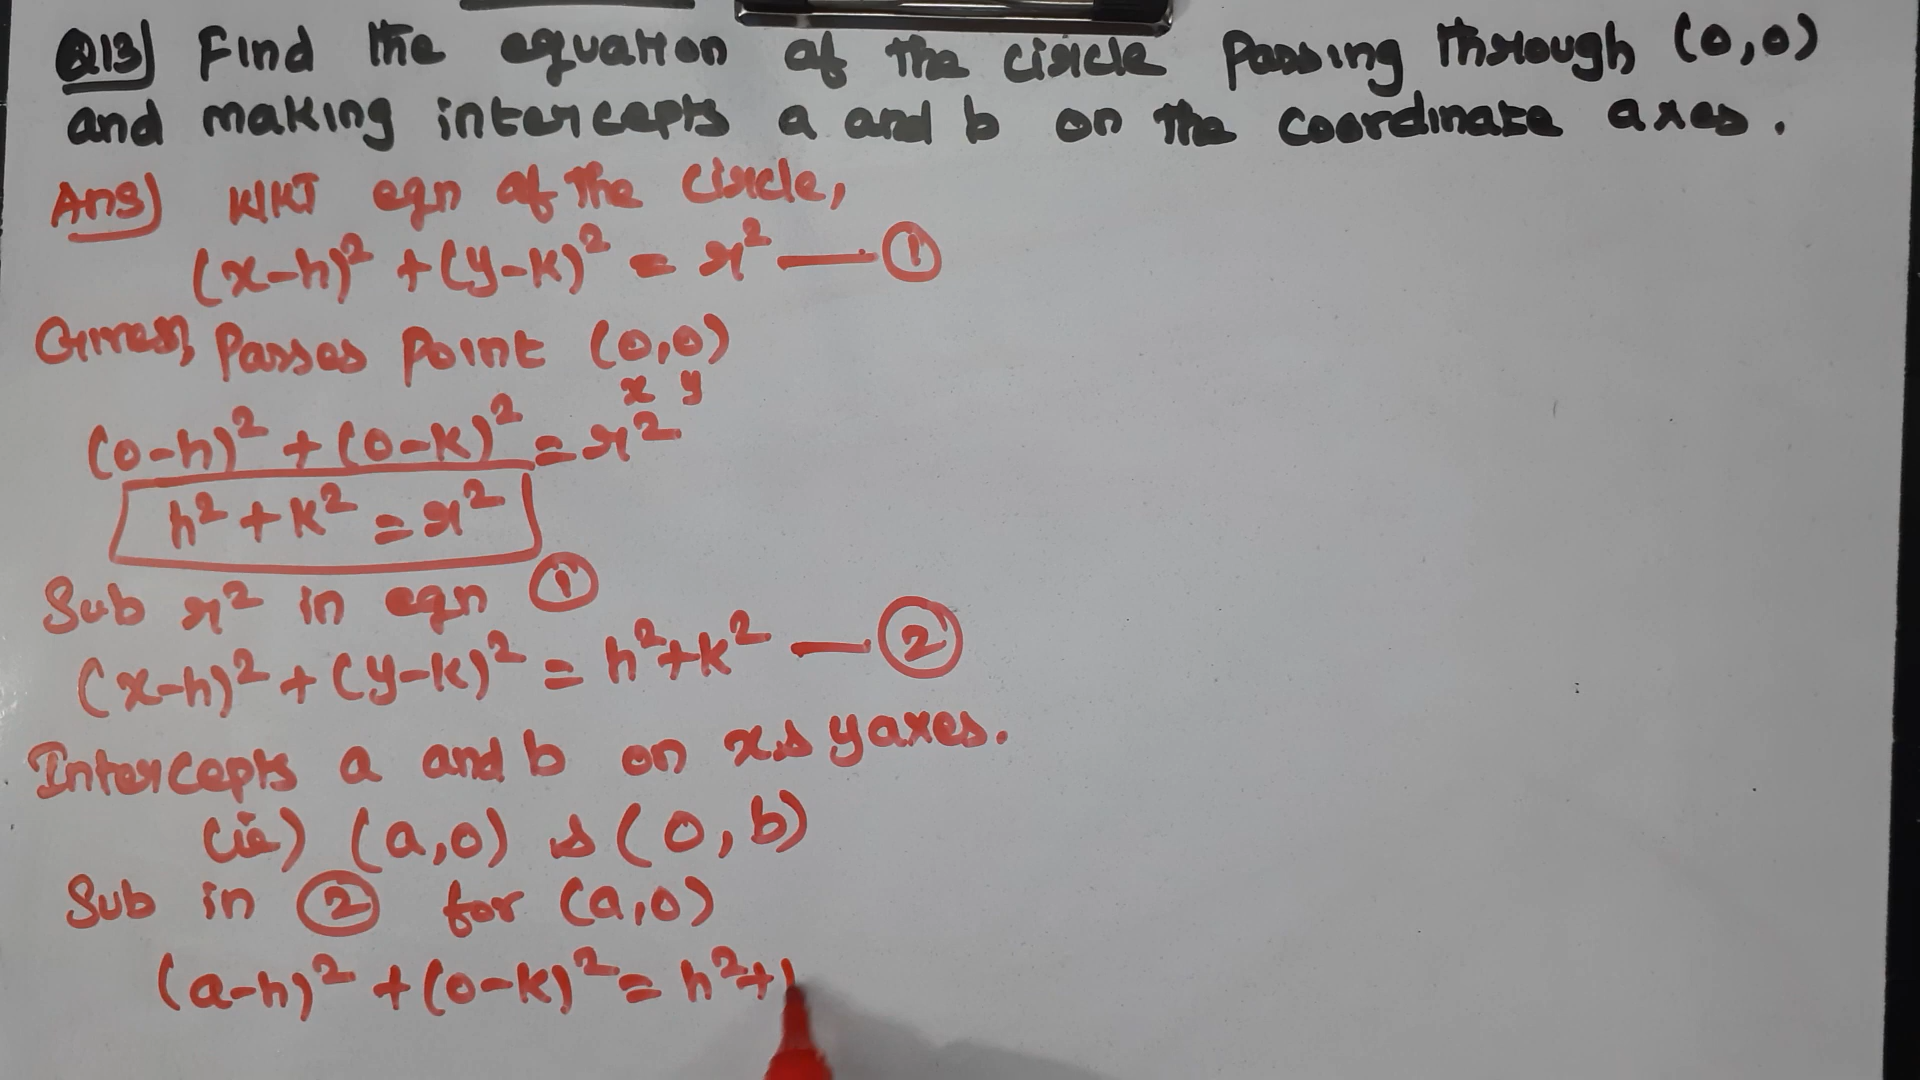 Q13) Find the equation of the circle passing through (0,0)
and making intercepts a and b on the coordinate axes.
Ans) WKT eqn of the circle,
(x-h)² + (y-k)² = r² — ①
Given, Passes Point (0,0)
x y
(0-h)² + (0-k)² = r²
h² + k² = r²
Sub r² in eqn ①
(x-h)² + (y-k)² = h²+k² — ②
Intercepts a and b on x & y axes.
(ie) (a,0) & (0,b)
Sub in ② for (a,0)
(a-h)² + (0-k)² = h²+